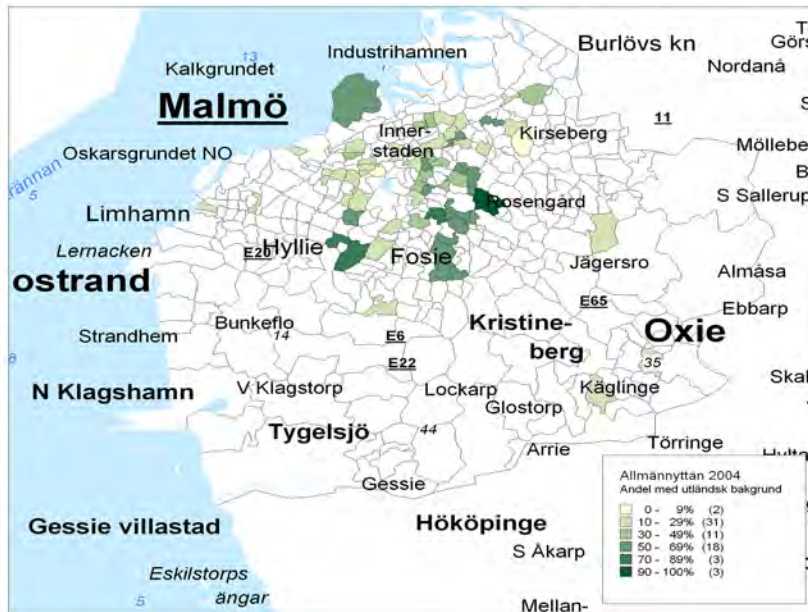 Burlövs kn
Industrihamnen
13
Kalkgrundet
Nordanå
Malmö
11
Inner-
staden
Kirseberg
Oskarsgrundet NO
5
Rosengård
S Sallerup
Limhamn
Lernacken
E20
Hyllie
Fosie
Jägersro
Almåsa
ostrand
E65
Ebbarp
Bunkeflo
14
Kristine-
berg
Oxie
Strandhem
E6
35
E22
N Klagshamn
V Klagstorp
Lockarp
Käglinge
Glostorp
Tygelsjö
44
Arrie
Törringe
Gessie
Allmännyttan 2004
Andel med utländsk bakgrund
0 - 9% (2)
10 - 29% (31)
30 - 49% (11)
50 - 69% (18)
70 - 89% (3)
90 - 100% (3)
Gessie villastad
Hököpinge
S Åkarp
Eskilstorps
ängar
5
Mellan-